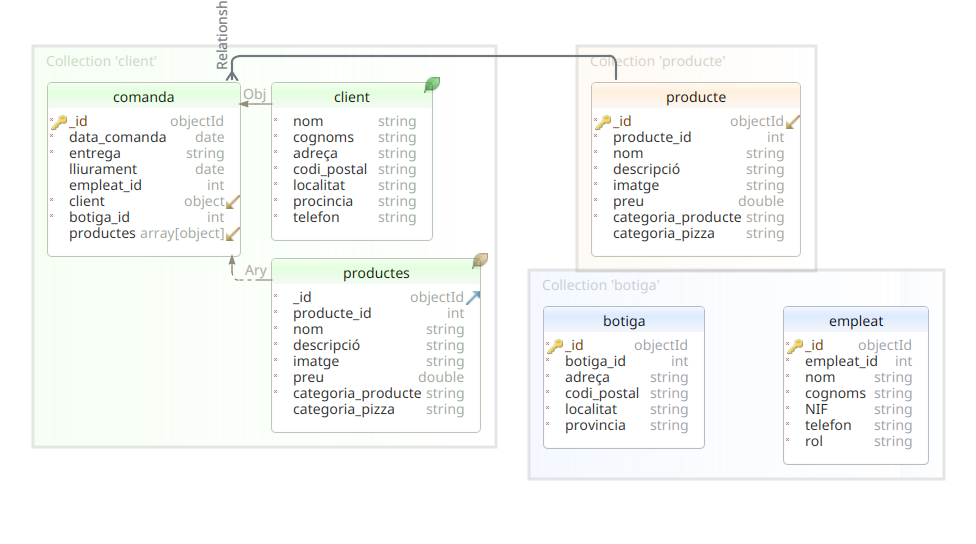 Relationsh
Collection 'client'
comanda
_id objectId
data_comanda date
entrega string
lliurament date
empleat_id int
client object
botiga_id int
productes array[object]
Obj
client
nom string
cognoms string
adreça string
codi_postal string
localitat string
procincia string
telefon string
Ary
productes
_id objectId
producte_id int
nom string
descripció string
imatge string
preu double
categoria_producte string
categoria_pizza string
Collection 'producte'
producte
_id objectId
producte_id int
nom string
descripció string
imatge string
preu double
categoria_producte string
categoria_pizza string
Collection 'botiga'
botiga
_id objectId
botiga_id int
adreça string
codi_postal string
localitat string
provincia string
empleat
_id objectId
empleat_id int
nom string
cognoms string
NIF string
telefon string
rol string